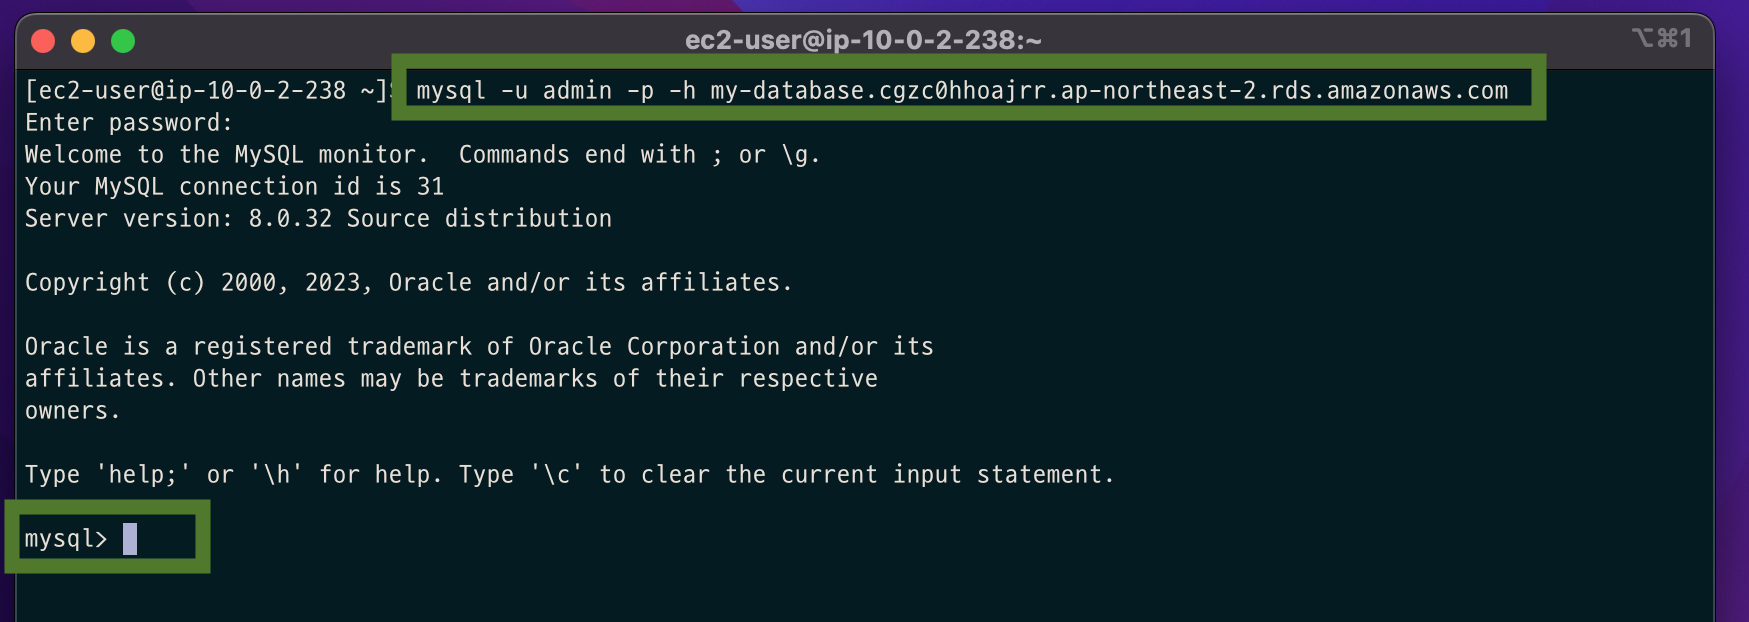 ec2-user@ip-10-0-2-238:~
⌥⌘1
[ec2-user@ip-10-0-2-238 ~]$ mysql -u admin -p -h my-database.cgzc0hhoajrr.ap-northeast-2.rds.amazonaws.com
Enter password:
Welcome to the MySQL monitor.  Commands end with ; or \g.
Your MySQL connection id is 31
Server version: 8.0.32 Source distribution
Copyright (c) 2000, 2023, Oracle and/or its affiliates.
Oracle is a registered trademark of Oracle Corporation and/or its
affiliates. Other names may be trademarks of their respective
owners.
Type 'help;' or '\h' for help. Type '\c' to clear the current input statement.
mysql>